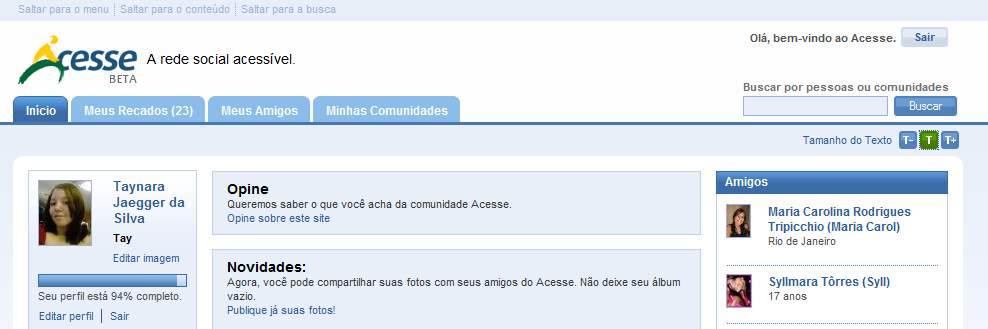 Saltar para o menu Saltar para o conteúdo Saltar para a busca
Acesse
BETA
A rede social acessível.
Olá, bem-vindo ao Acesse. Sair
Buscar por pessoas ou comunidades
Buscar
Início Meus Recados (23) Meus Amigos Minhas Comunidades
Tamanho do Texto T- T T+
Taynara
Jaegger da
Silva
Tay
Editar imagem
Seu perfil está 94% completo.
Editar perfil Sair
Opine
Queremos saber o que você acha da comunidade Acesse.
Opine sobre este site
Novidades:
Agora, você pode compartilhar suas fotos com seus amigos do Acesse. Não deixe seu álbum
vazio.
Publique já suas fotos!
Amigos
Maria Carolina Rodrigues
Tripicchio (Maria Carol)
Rio de Janeiro
Syllmara Tôrres (Syll)
17 anos